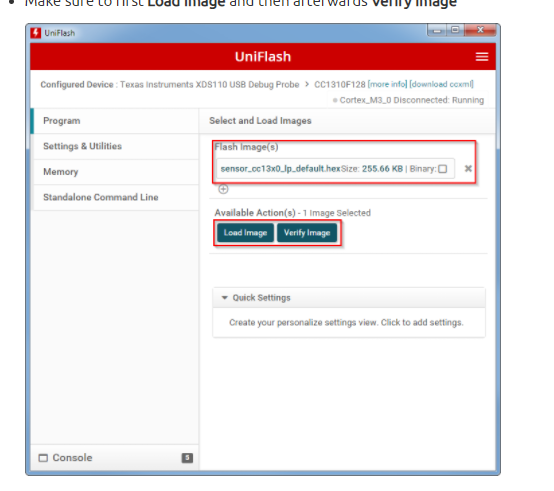 • Make sure to first Load Image and then afterwards Verify Image
UniFlash
UniFlash
Configured Device : Texas Instruments XDS110 USB Debug Probe > CC1310F128 [more info] [download ccxml]
Cortex_M3_0 Disconnected: Running
Program
Select and Load Images
Settings & Utilities
Memory
Standalone Command Line
Flash Image(s)
sensor_cc13x0_lp_default.hex Size: 255.66 KB | Binary:
Available Action(s) - 1 Image Selected
Load Image Verify Image
Quick Settings
Create your personalize settings view. Click to add settings.
Console